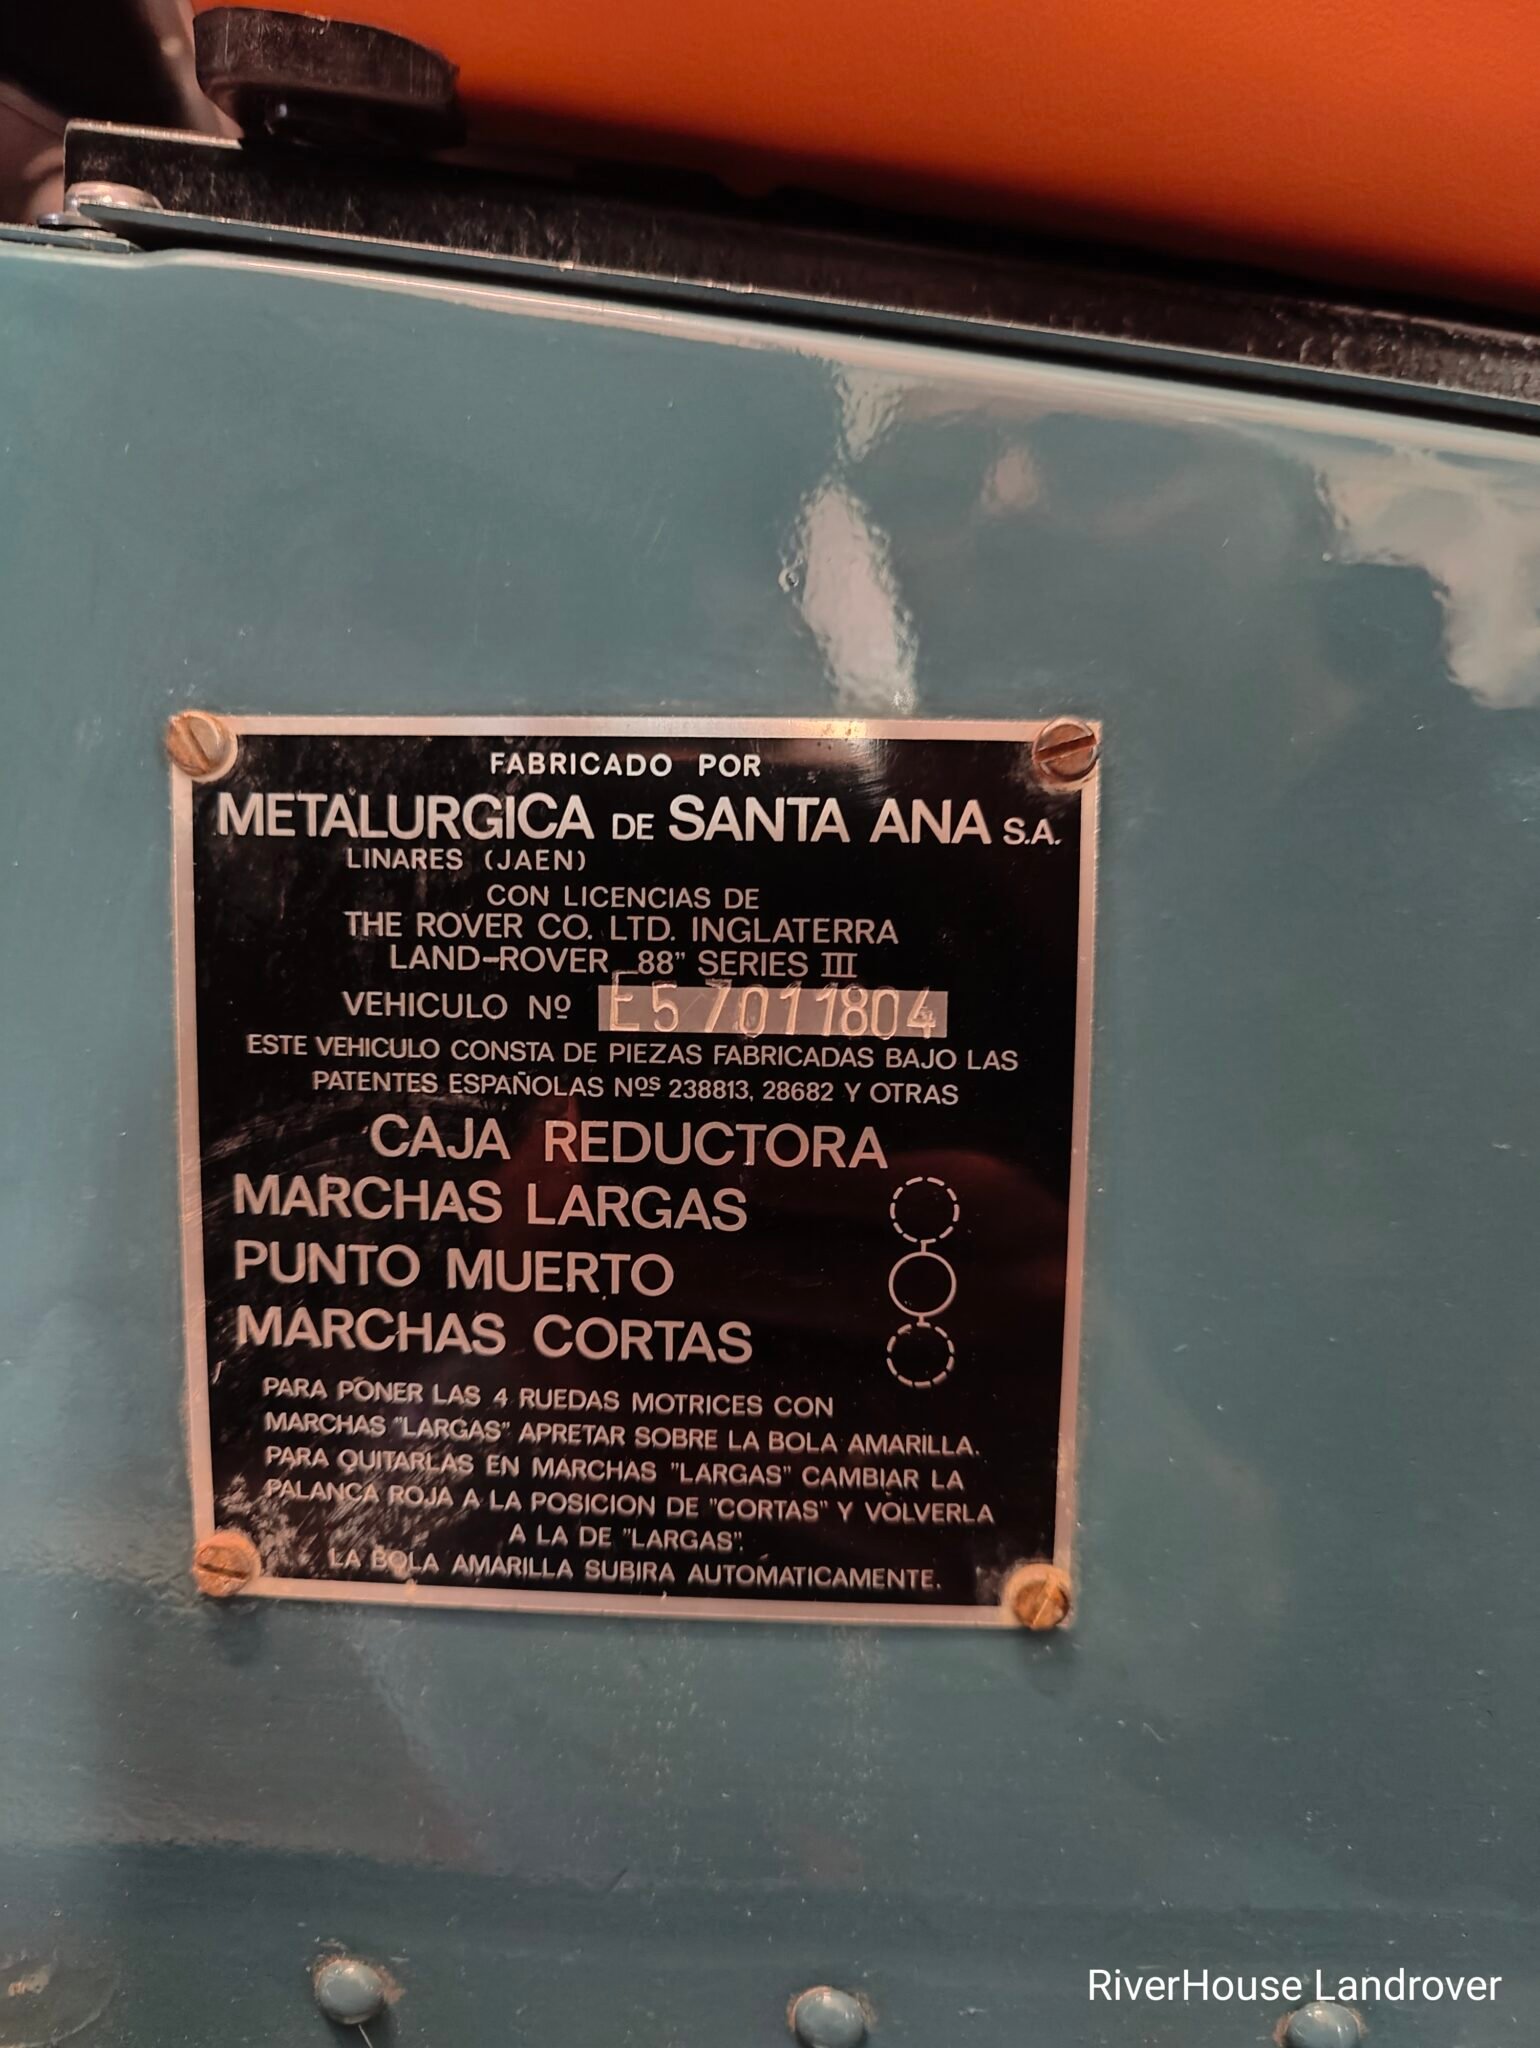 FABRICADO POR
METALURGICA DE SANTA ANA S.A.
LINARES (JAEN)
CON LICENCIAS DE
THE ROVER CO. LTD. INGLATERRA
LAND-ROVER 88" SERIES III
VEHICULO Nº E57011804
ESTE VEHICULO CONSTA DE PIEZAS FABRICADAS BAJO LAS
PATENTES ESPAÑOLAS Nos 238813, 28682 Y OTRAS
CAJA REDUCTORA
MARCHAS LARGAS
PUNTO MUERTO
MARCHAS CORTAS
PARA PONER LAS 4 RUEDAS MOTRICES CON
MARCHAS "LARGAS" APRETAR SOBRE LA BOLA AMARILLA.
PARA QUITARLAS EN MARCHAS "LARGAS" CAMBIAR LA
PALANCA ROJA A LA POSICION DE "CORTAS" Y VOLVERLA
A LA DE "LARGAS".
LA BOLA AMARILLA SUBIRA AUTOMATICAMENTE.
RiverHouse Landrover